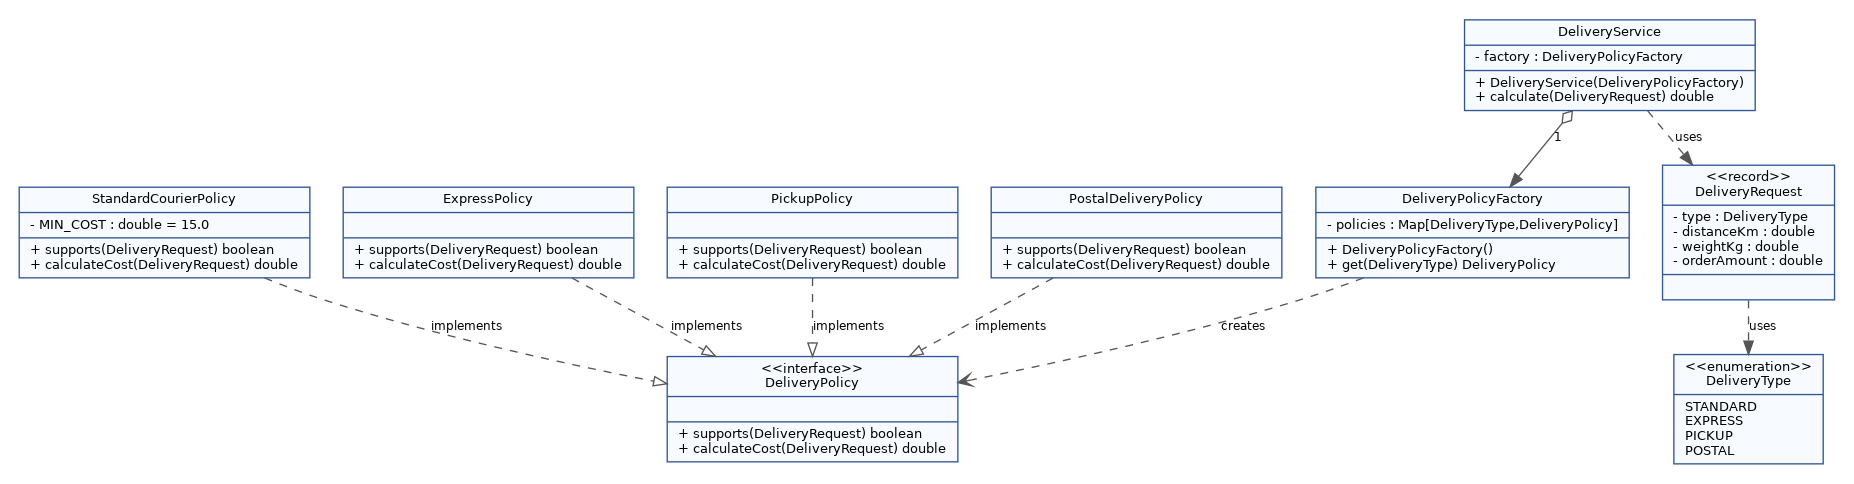 DeliveryService
- factory : DeliveryPolicyFactory
+ DeliveryService(DeliveryPolicyFactory)
+ calculate(DeliveryRequest) double
1
uses
StandardCourierPolicy
- MIN_COST : double = 15.0
+ supports(DeliveryRequest) boolean
+ calculateCost(DeliveryRequest) double
ExpressPolicy
+ supports(DeliveryRequest) boolean
+ calculateCost(DeliveryRequest) double
PickupPolicy
+ supports(DeliveryRequest) boolean
+ calculateCost(DeliveryRequest) double
PostalDeliveryPolicy
+ supports(DeliveryRequest) boolean
+ calculateCost(DeliveryRequest) double
DeliveryPolicyFactory
- policies : Map[DeliveryType,DeliveryPolicy]
+ DeliveryPolicyFactory()
+ get(DeliveryType) DeliveryPolicy
<<record>>
DeliveryRequest
- type : DeliveryType
- distanceKm : double
- weightKg : double
- orderAmount : double
implements
implements
implements
implements
creates
uses
<<interface>>
DeliveryPolicy
+ supports(DeliveryRequest) boolean
+ calculateCost(DeliveryRequest) double
<<enumeration>>
DeliveryType
STANDARD
EXPRESS
PICKUP
POSTAL